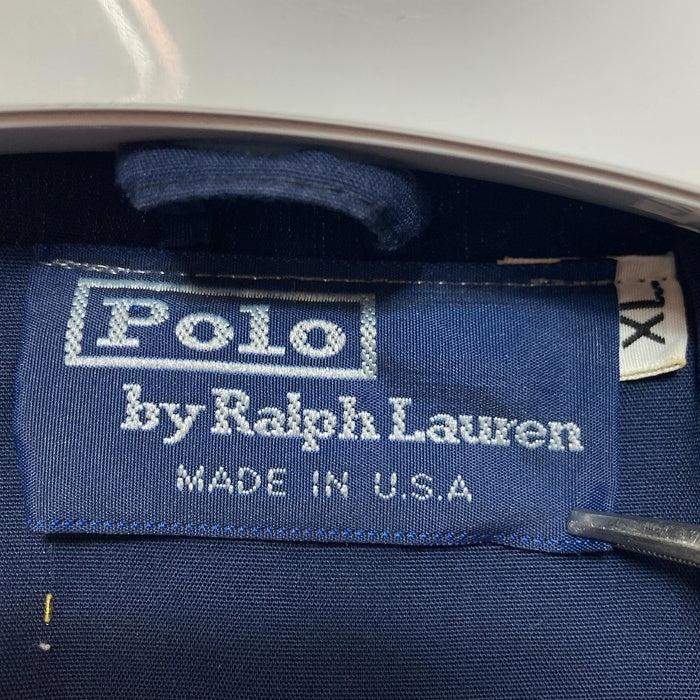 Polo
by Ralph Lauren
MADE IN U.S.A
XL